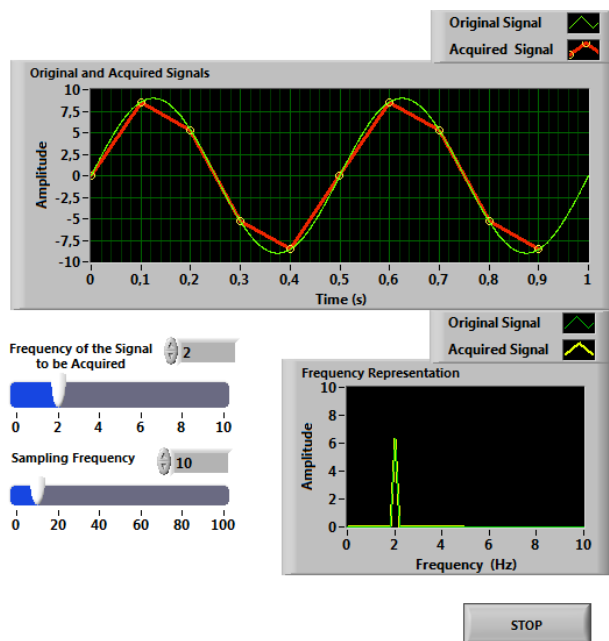 Original Signal
Acquired Signal
Original and Acquired Signals
Amplitude
10
7,5
5
2,5
0
-2,5
-5
-7,5
-10
0 0,1 0,2 0,3 0,4 0,5 0,6 0,7 0,8 0,9 1
Time (s)
Frequency of the Signal
to be Acquired
2
0 2 4 6 8 10
Sampling Frequency
10
0 20 40 60 80 100
Original Signal
Acquired Signal
Frequency Representation
Amplitude
10
8
6
4
2
0
0 2 4 6 8 10
Frequency (Hz)
STOP